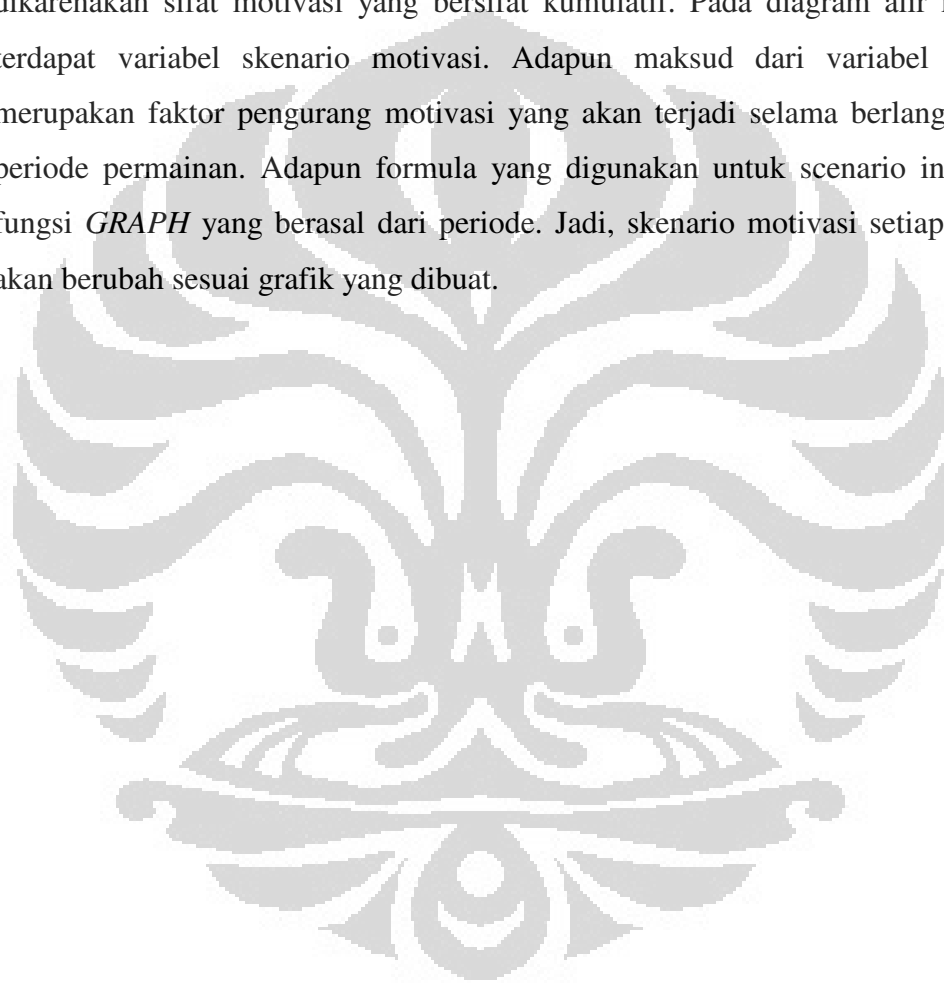 dikarenakan sifat motivasi yang bersifat kumulatif. Pada diagram alir
terdapat variabel skenario motivasi. Adapun maksud dari variabel
merupakan faktor pengurang motivasi yang akan terjadi selama berlang
periode permainan. Adapun formula yang digunakan untuk scenario in
fungsi GRAPH yang berasal dari periode. Jadi, skenario motivasi setiap
akan berubah sesuai grafik yang dibuat.